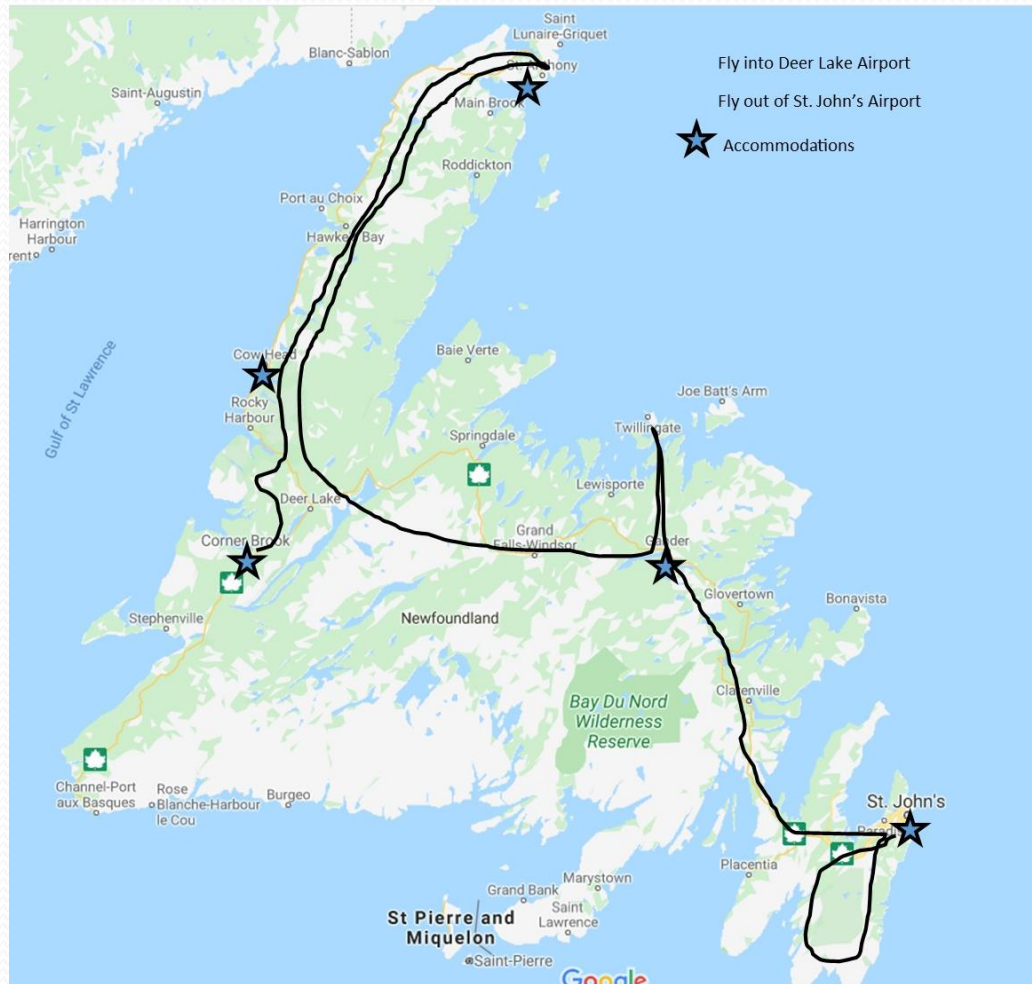 Saint
Lunaire-Griquet
Blanc-Sablon
Fly into Deer Lake Airport
St. Anthony
Saint-Augustin
Main Brook
Fly out of St. John's Airport
Accommodations
Roddickton
Port au Choix
Harrington
Harbour
Hawkes Bay
Gulf of St Lawrence
Cow Head
Baie Verte
Rocky
Harbour
Joe Batt's Arm
Twillingate
Springdale
Lewisporte
Deer Lake
Grand
Falls-Windsor
Corner Brook
Gander
Glovertown
Bonavista
Stephenville
Newfoundland
Clarenville
Bay Du Nord
Wilderness
Reserve
Channel-Port
aux Basques
Rose
Blanche-Harbour
le Cou
Burgeo
St. John's
Placentia
Marystown
Grand Bank
Saint
Lawrence
St Pierre and
Miquelon
Saint-Pierre
Google